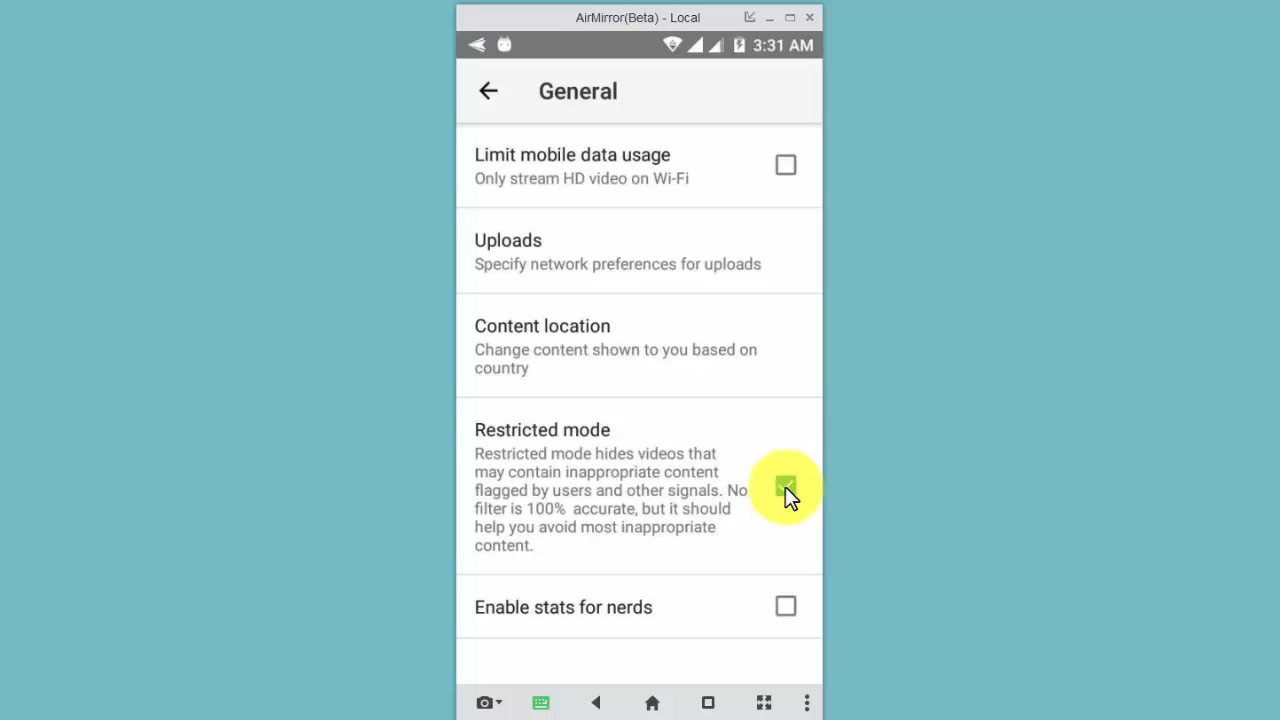 AirMirror(Beta) - Local
3:31 AM
General
Limit mobile data usage
Only stream HD video on Wi-Fi
Uploads
Specify network preferences for uploads
Content location
Change content shown to you based on
country
Restricted mode
Restricted mode hides videos that
may contain inappropriate content
flagged by users and other signals. No
filter is 100% accurate, but it should
help you avoid most inappropriate
content.
Enable stats for nerds